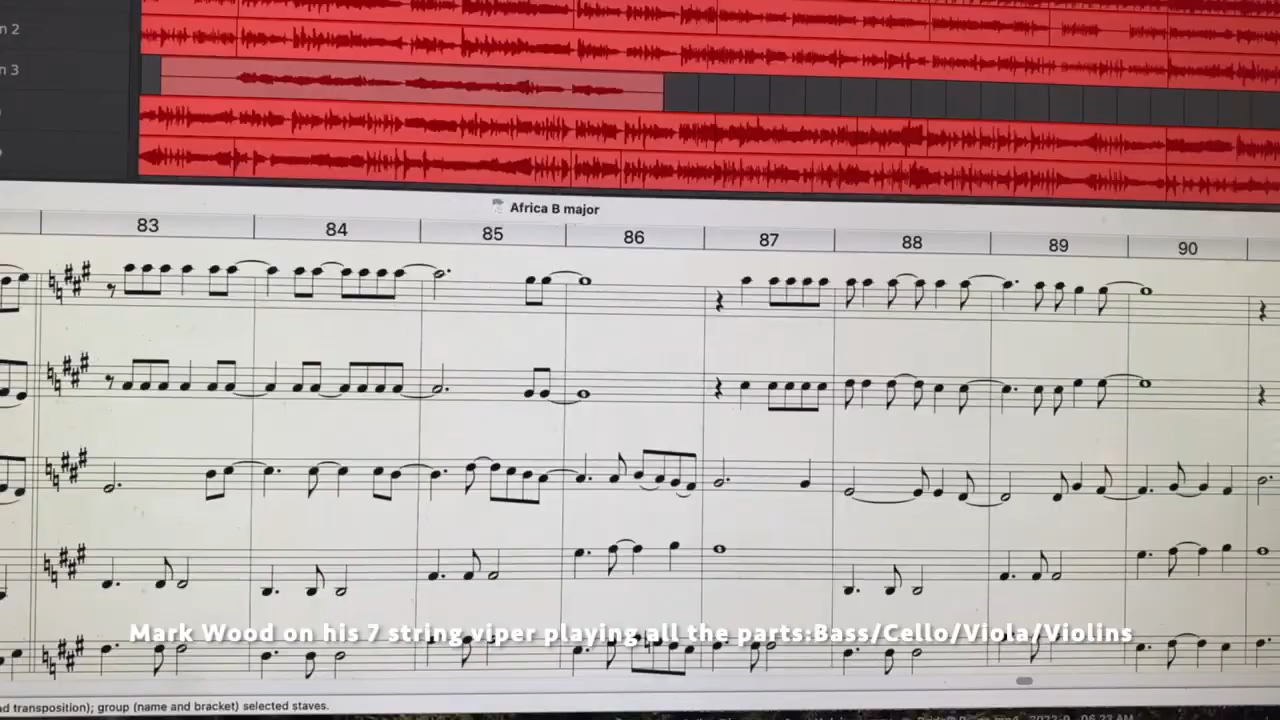 n 2
n 3
Africa B major
83 84 85 86 87 88 89 90
Mark Wood on his 7 string viper playing all the parts:Bass/Cello/Viola/Violins
d transposition); group (name and bracket) selected staves.